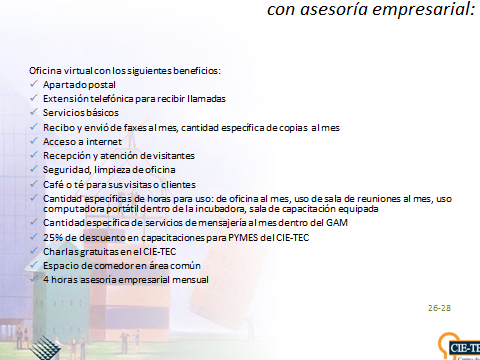 con asesoría empresarial:
Oficina virtual con los siguientes beneficios:
Apartado postal
Extensión telefónica para recibir llamadas
Servicios básicos
Recibo y envió de faxes al mes, cantidad específica de copias al mes
Acceso a internet
Recepción y atención de visitantes
Seguridad, limpieza de oficina
Café o té para sus visitas o clientes
Cantidad específicas de horas para uso: de oficina al mes, uso de sala de reuniones al mes, uso
computadora portátil dentro de la incubadora, sala de capacitación equipada
Cantidad específica de servicios de mensajería al mes dentro del GAM
25% de descuento en capacitaciones para PYMES del CIE-TEC
Charlas gratuitas en el CIE-TEC
Espacio de comedor en área común
4 horas asesoría empresarial mensual
26-28
CIE-TE